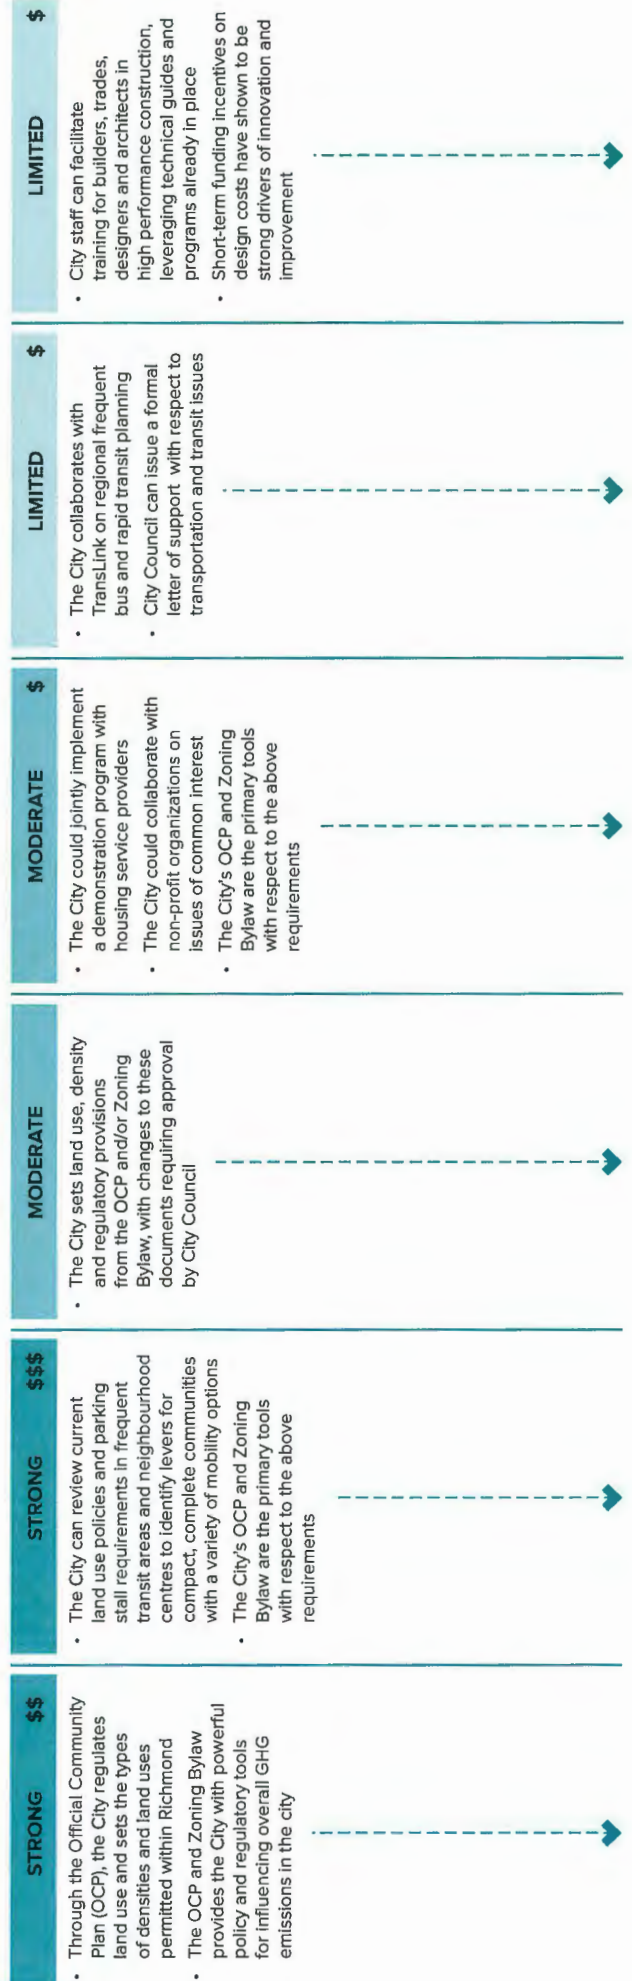 STRONG $$
• Through the Official Community
Plan (OCP), the City regulates
land use and sets the types
of densities and land uses
permitted within Richmond
• The OCP and Zoning Bylaw
provides the City with powerful
policy and regulatory tools
for influencing overall GHG
emissions in the city
STRONG $$$
• The City can review current
land use policies and parking
stall requirements in frequent
transit areas and neighbourhood
centres to identify levers for
compact, complete communities
with a variety of mobility options
• The City's OCP and Zoning
Bylaw are the primary tools
with respect to the above
requirements
MODERATE
• The City sets land use, density
and regulatory provisions
from the OCP and/or Zoning
Bylaw, with changes to these
documents requiring approval
by City Council
MODERATE $
• The City could jointly implement
a demonstration program with
housing service providers
• The City could collaborate with
non-profit organizations on
issues of common interest
• The City's OCP and Zoning
Bylaw are the primary tools
with respect to the above
requirements
LIMITED $
• The City collaborates with
TransLink on regional frequent
bus and rapid transit planning
• City Council can issue a formal
letter of support with respect to
transportation and transit issues
LIMITED $
• City staff can facilitate
training for builders, trades,
designers and architects in
high performance construction,
leveraging technical guides and
programs already in place
• Short-term funding incentives on
design costs have shown to be
strong drivers of innovation and
improvement